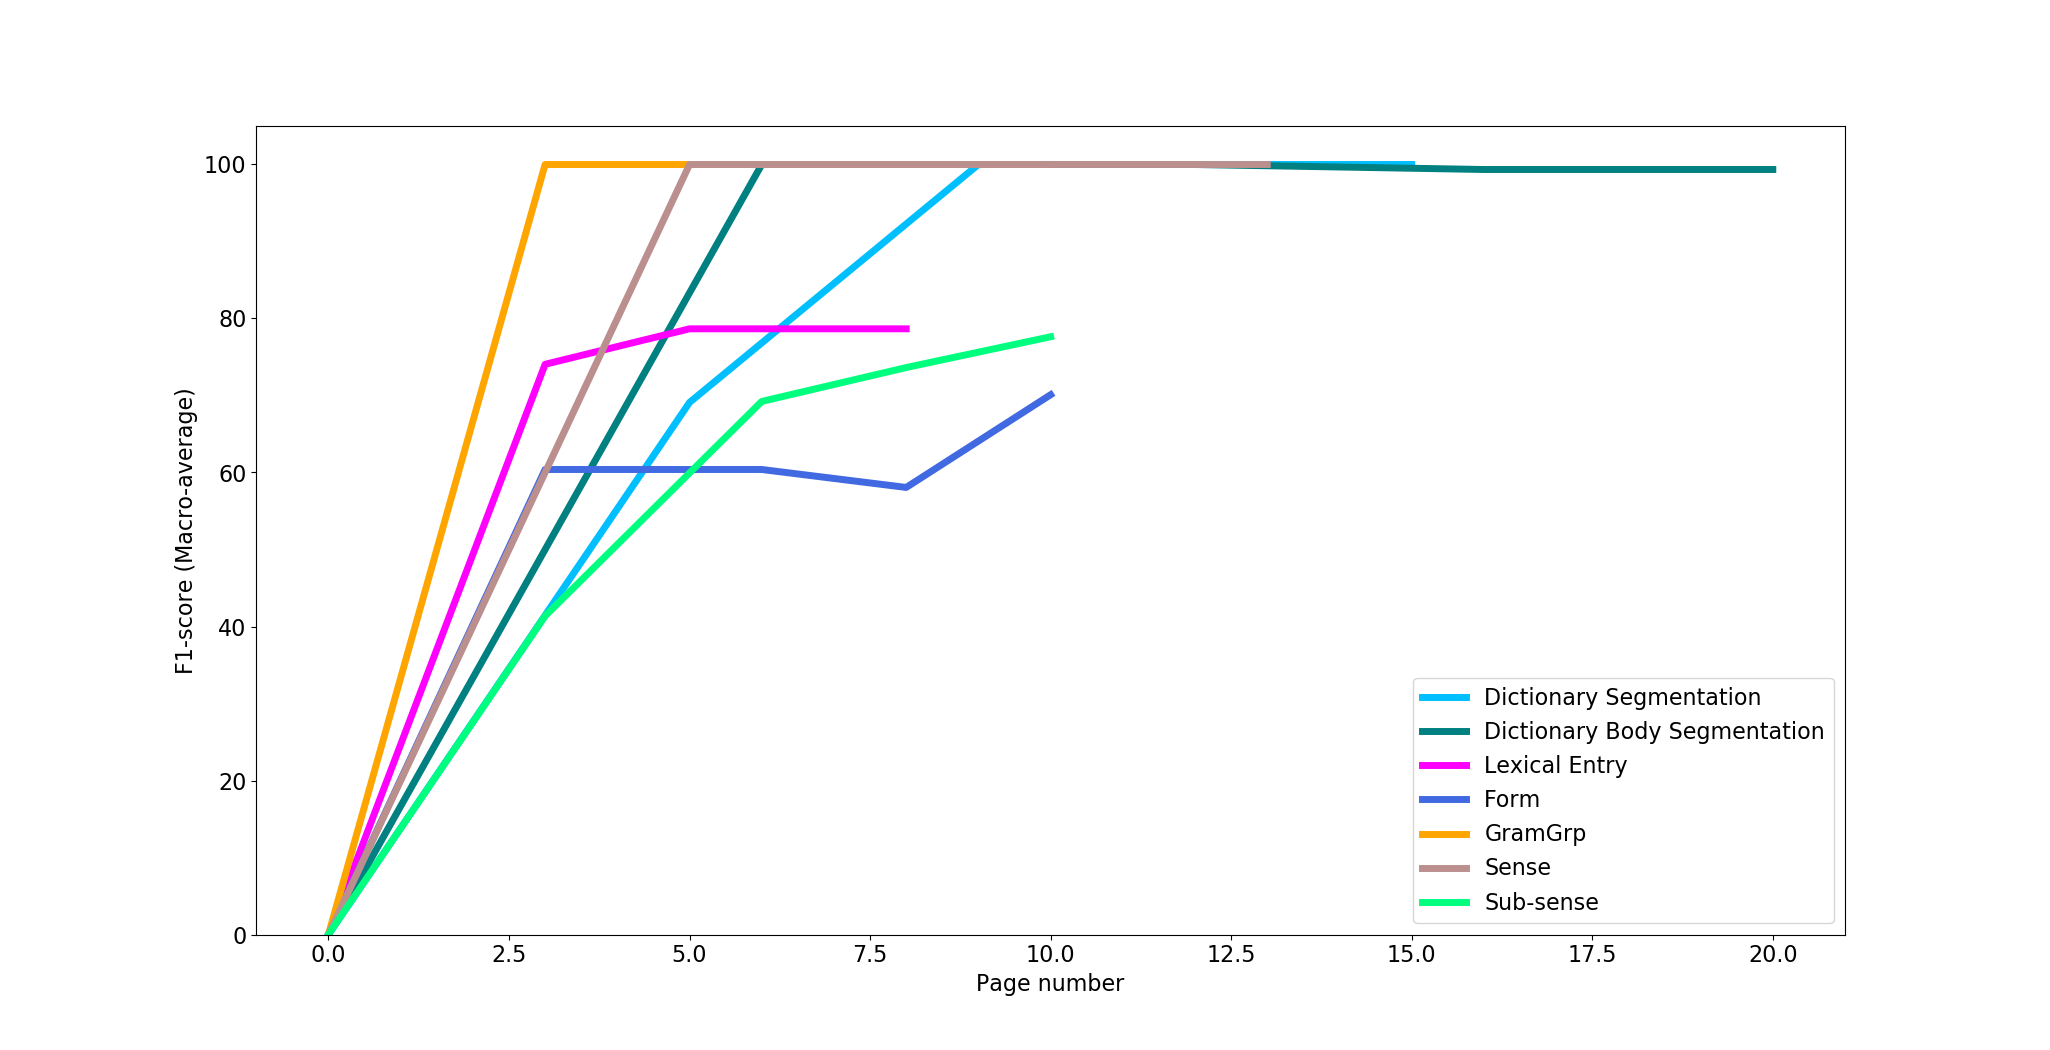 100
80
60
40
20
0
F1-score (Macro-average)
0.0 2.5 5.0 7.5 10.0 12.5 15.0 17.5 20.0
Page number
Dictionary Segmentation
Dictionary Body Segmentation
Lexical Entry
Form
GramGrp
Sense
Sub-sense